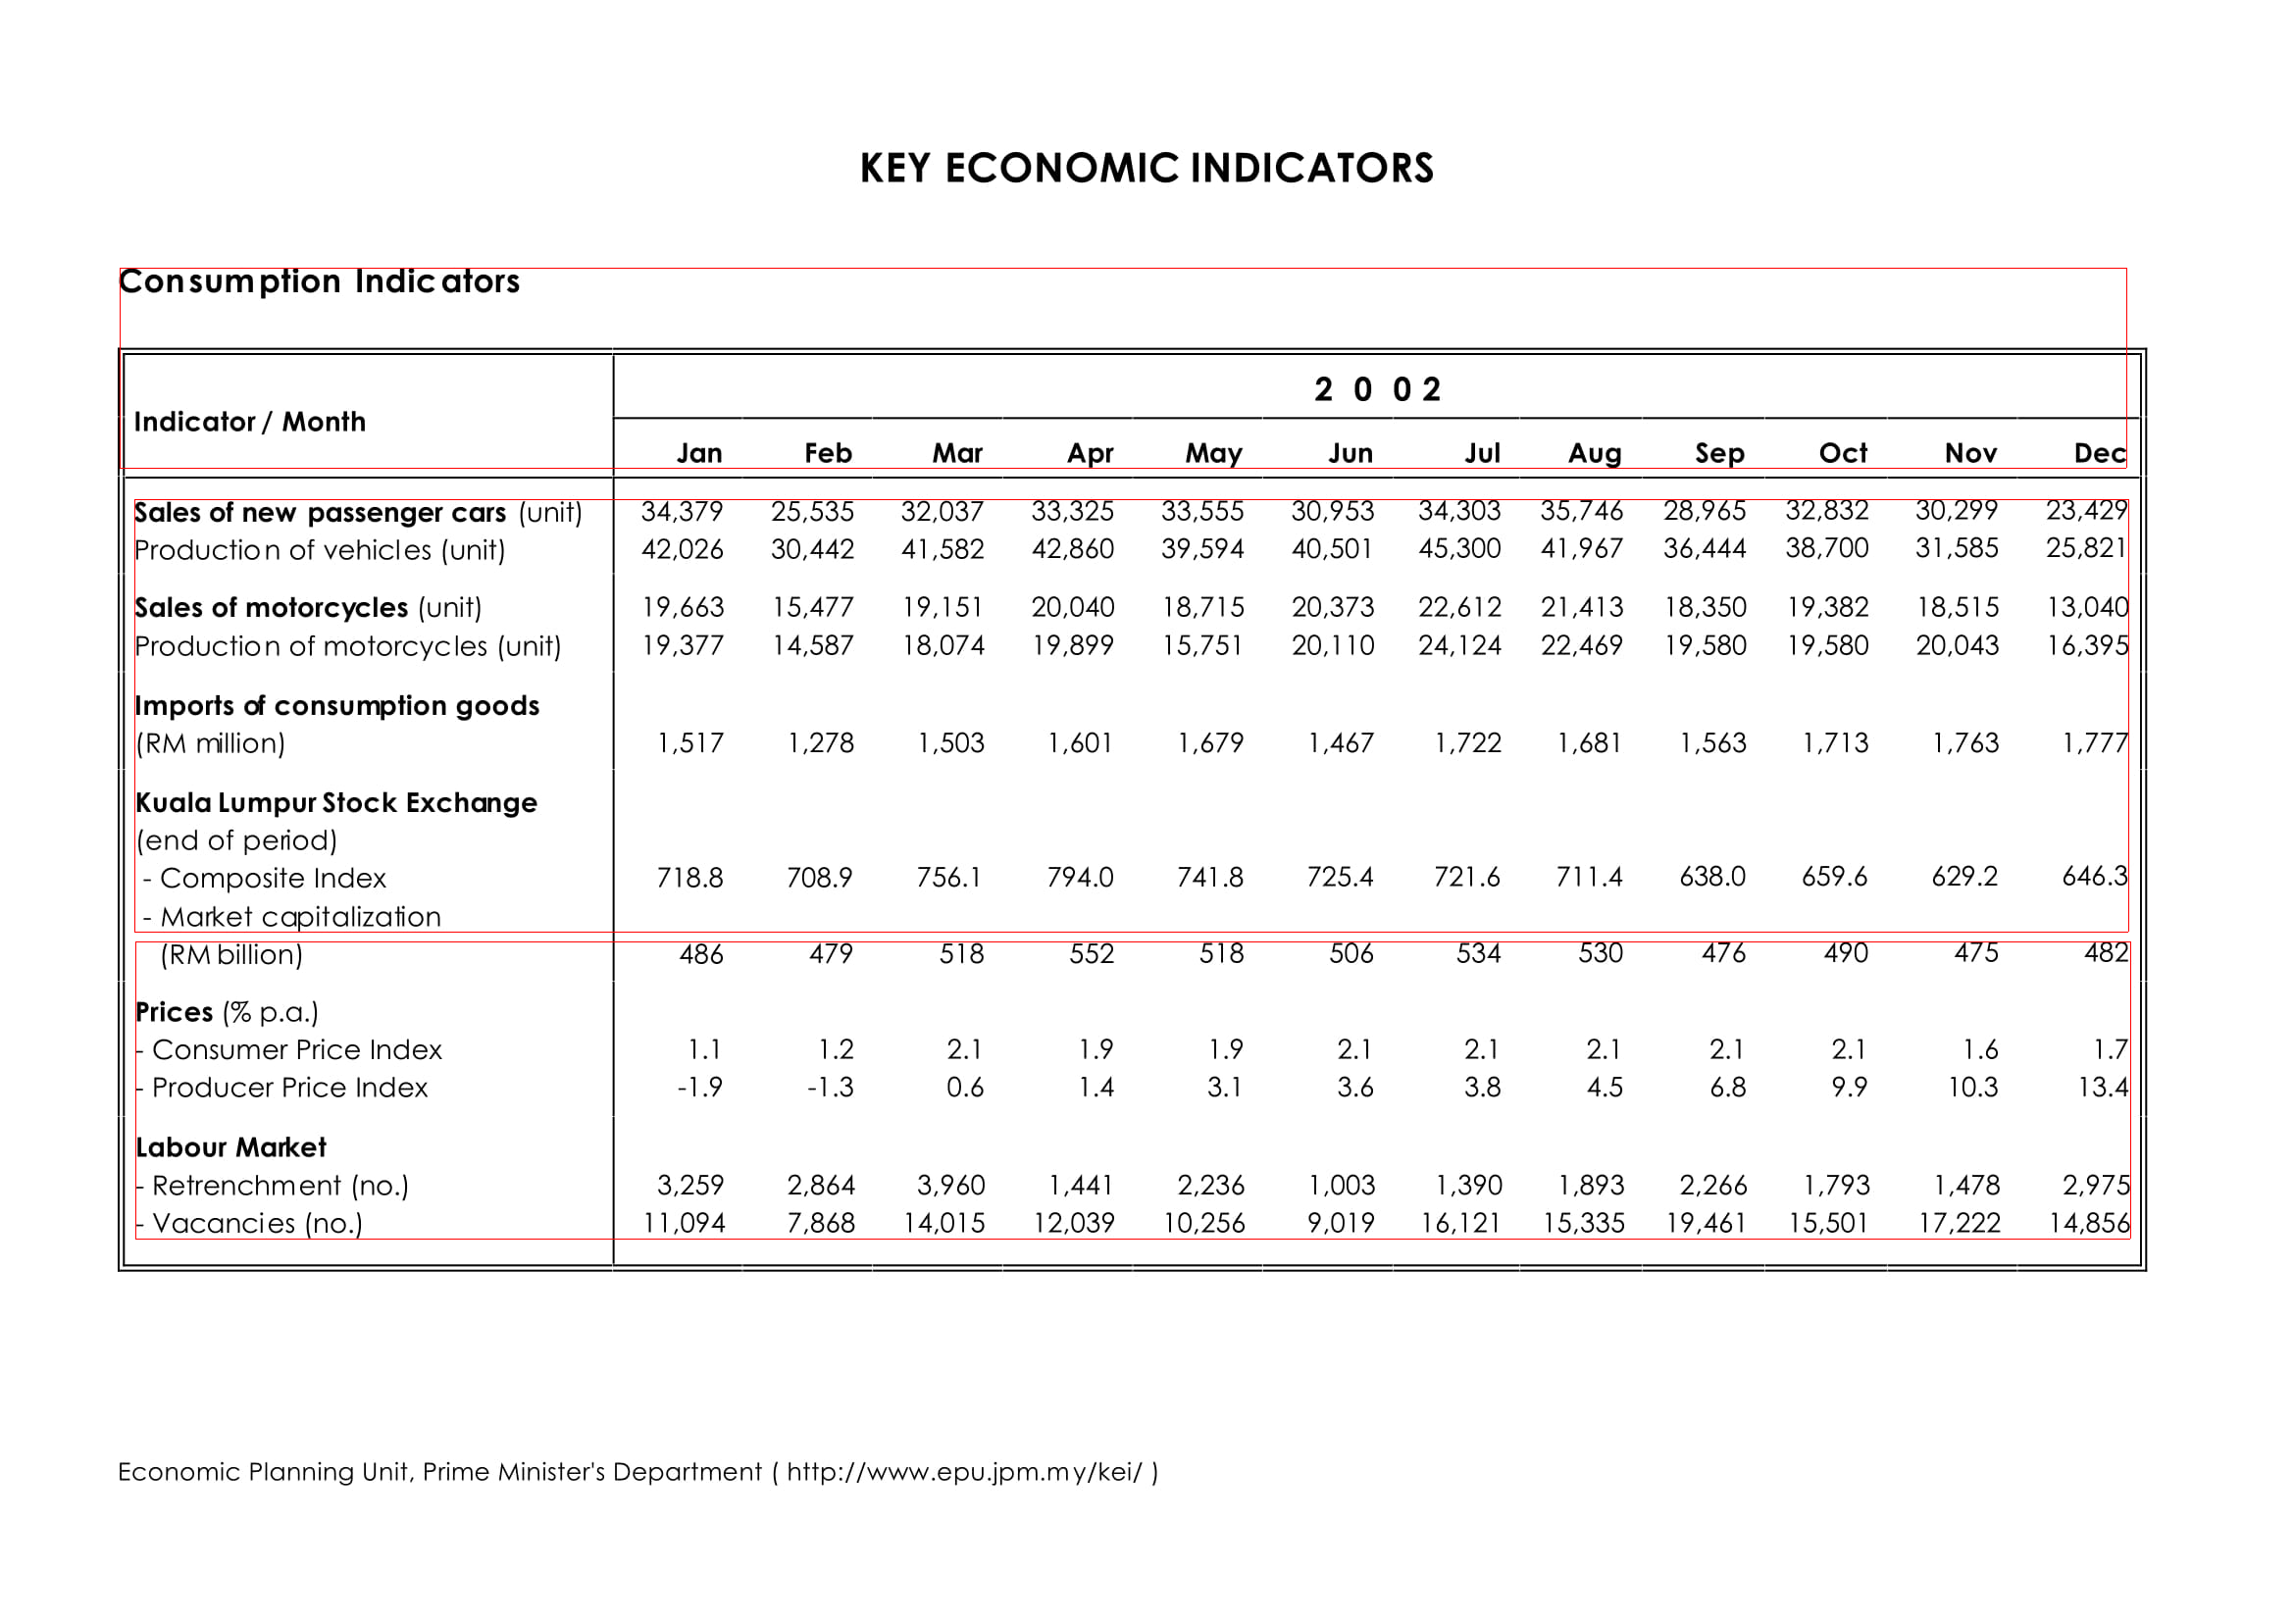 KEY ECONOMIC INDICATORS
Consumption Indicators
2 0 0 2
Indicator / Month
Jan Feb Mar Apr May Jun Jul Aug Sep Oct Nov Dec
Sales of new passenger cars (unit) 34,379 25,535 32,037 33,325 33,555 30,953 34,303 35,746 28,965 32,832 30,299 23,429
Production of vehicles (unit) 42,026 30,442 41,582 42,860 39,594 40,501 45,300 41,967 36,444 38,700 31,585 25,821
Sales of motorcycles (unit) 19,663 15,477 19,151 20,040 18,715 20,373 22,612 21,413 18,350 19,382 18,515 13,040
Production of motorcycles (unit) 19,377 14,587 18,074 19,899 15,751 20,110 24,124 22,469 19,580 19,580 20,043 16,395
Imports of consumption goods
(RM million) 1,517 1,278 1,503 1,601 1,679 1,467 1,722 1,681 1,563 1,713 1,763 1,777
Kuala Lumpur Stock Exchange
(end of period)
- Composite Index 718.8 708.9 756.1 794.0 741.8 725.4 721.6 711.4 638.0 659.6 629.2 646.3
- Market capitalization
(RM billion) 486 479 518 552 518 506 534 530 476 490 475 482
Prices (% p.a.)
- Consumer Price Index 1.1 1.2 2.1 1.9 1.9 2.1 2.1 2.1 2.1 2.1 1.6 1.7
- Producer Price Index -1.9 -1.3 0.6 1.4 3.1 3.6 3.8 4.5 6.8 9.9 10.3 13.4
Labour Market
- Retrenchment (no.) 3,259 2,864 3,960 1,441 2,236 1,003 1,390 1,893 2,266 1,793 1,478 2,975
- Vacancies (no.) 11,094 7,868 14,015 12,039 10,256 9,019 16,121 15,335 19,461 15,501 17,222 14,856
Economic Planning Unit, Prime Minister's Department ( http://www.epu.jpm.my/kei/ )